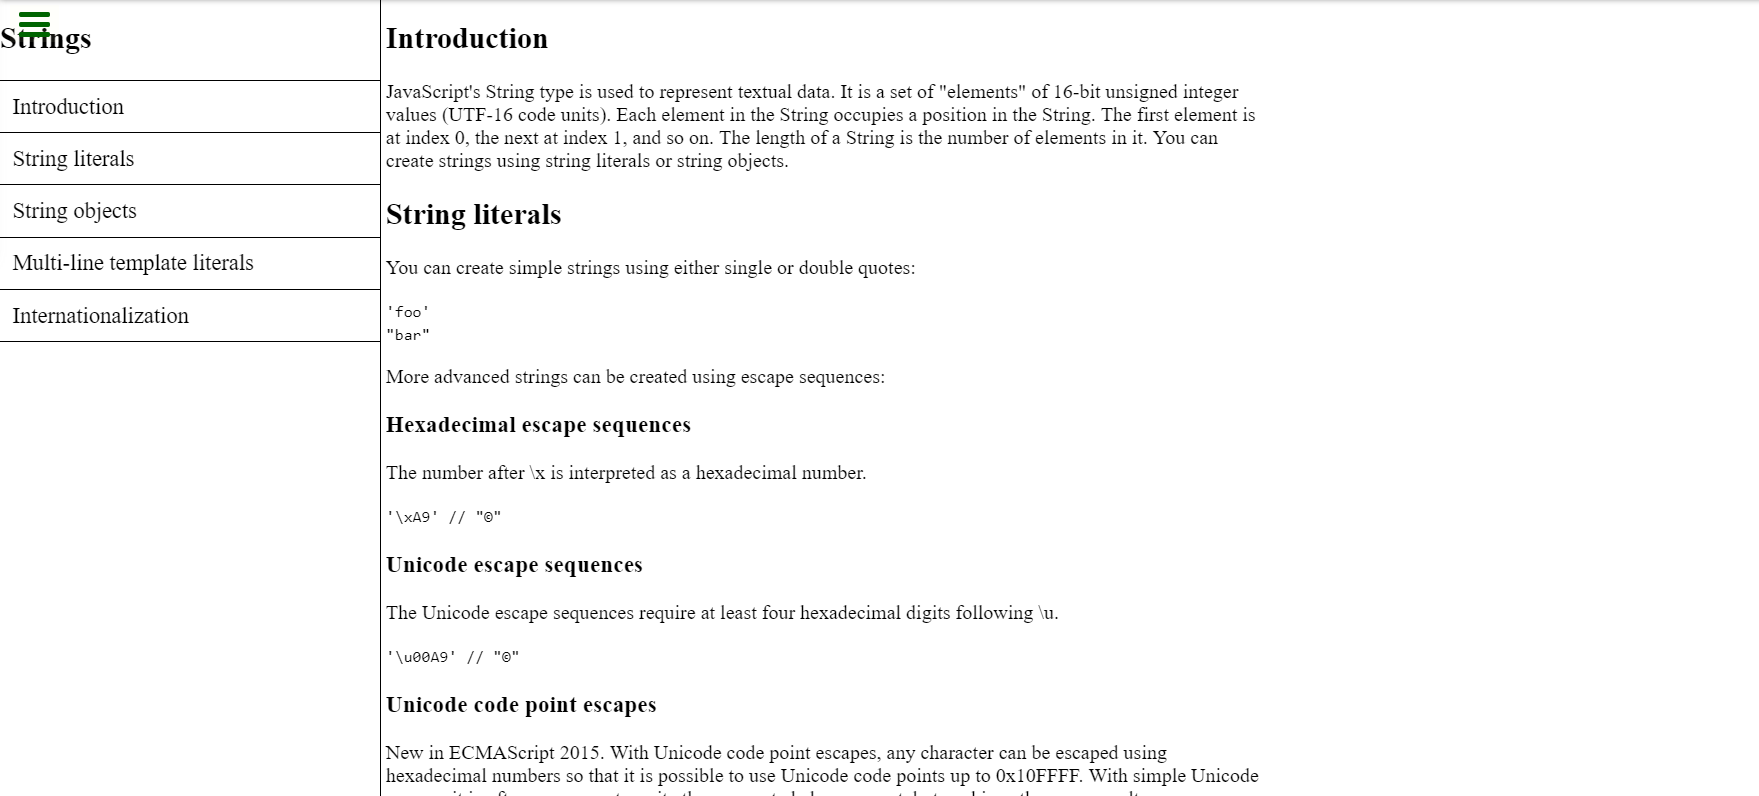 Strings
Introduction
String literals
String objects
Multi-line template literals
Internationalization
Introduction
JavaScript's String type is used to represent textual data. It is a set of "elements" of 16-bit unsigned integer
values (UTF-16 code units). Each element in the String occupies a position in the String. The first element is
at index 0, the next at index 1, and so on. The length of a String is the number of elements in it. You can
create strings using string literals or string objects.
String literals
You can create simple strings using either single or double quotes:
'foo'
"bar"
More advanced strings can be created using escape sequences:
Hexadecimal escape sequences
The number after \x is interpreted as a hexadecimal number.
'\xA9' // "©"
Unicode escape sequences
The Unicode escape sequences require at least four hexadecimal digits following \u.
'\u00A9' // "©"
Unicode code point escapes
New in ECMAScript 2015. With Unicode code point escapes, any character can be escaped using
hexadecimal numbers so that it is possible to use Unicode code points up to 0x10FFFF. With simple Unicode